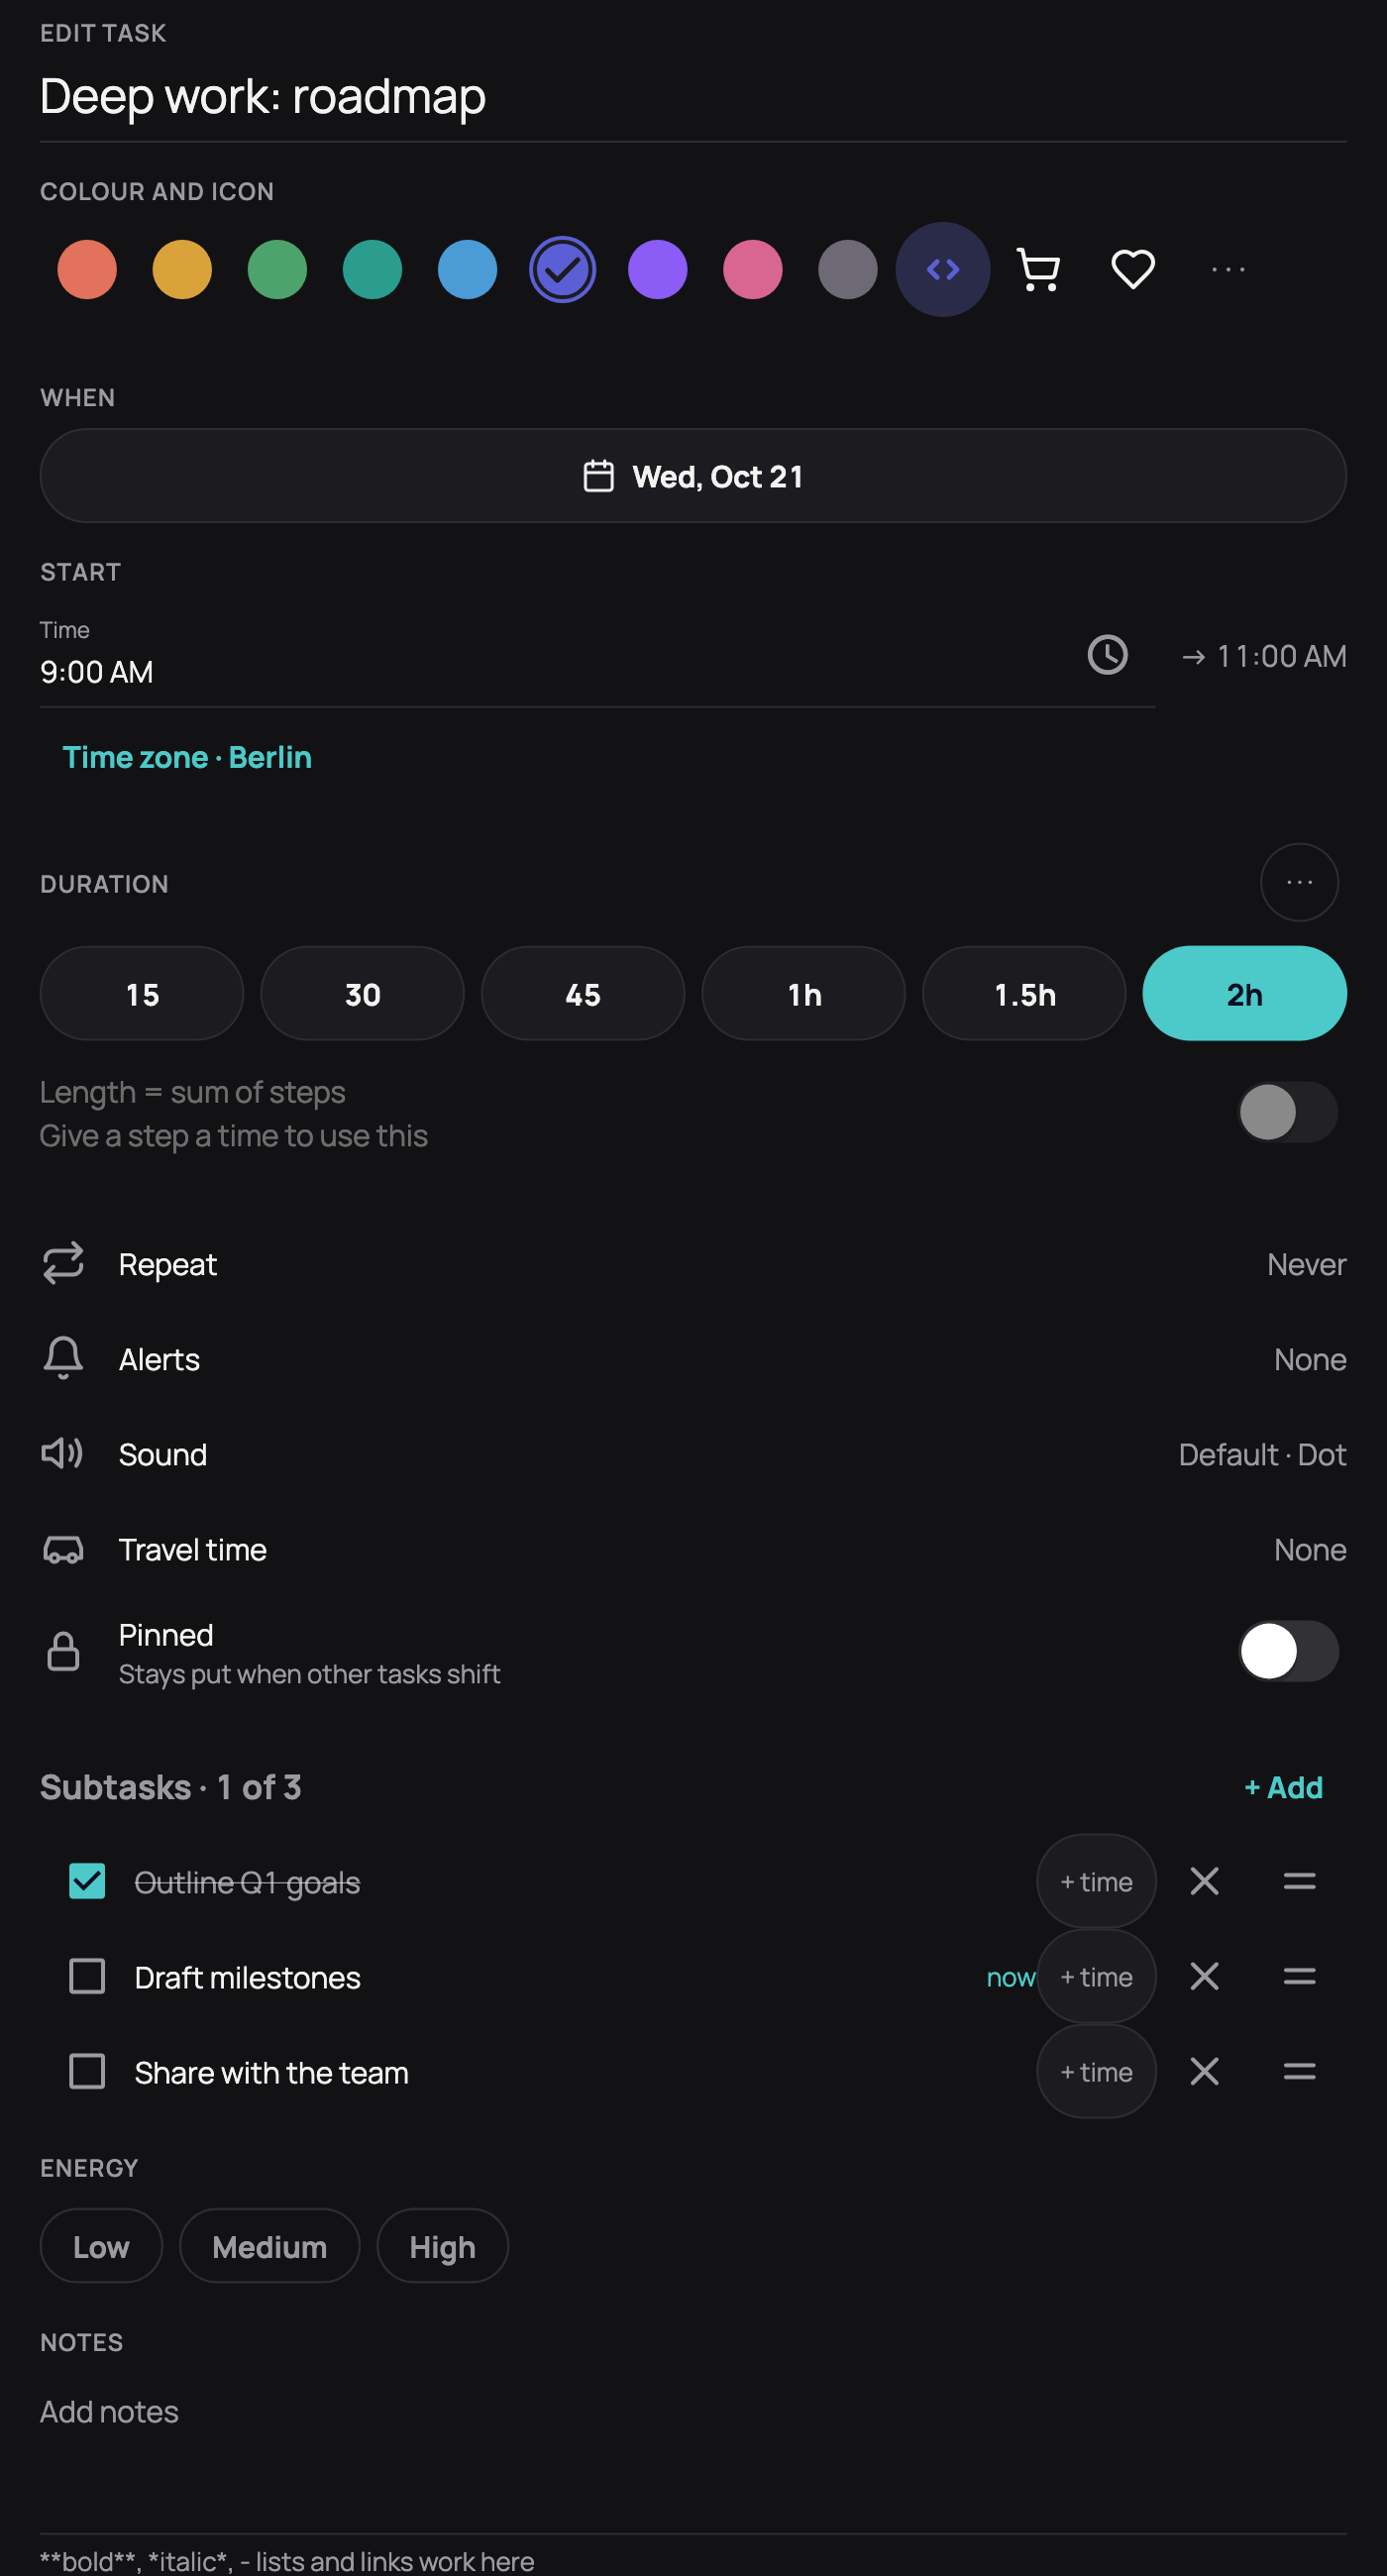 EDIT TASK
Deep work: roadmap
COLOUR AND ICON
WHEN
Wed, Oct 21
START
Time
9:00 AM
→ 11:00 AM
Time zone · Berlin
DURATION
15 30 45 1h 1.5h 2h
Length = sum of steps
Give a step a time to use this
Repeat Never
Alerts None
Sound Default · Dot
Travel time None
Pinned
Stays put when other tasks shift
Subtasks · 1 of 3 + Add
Outline Q1 goals + time
Draft milestones now + time
Share with the team + time
ENERGY
Low Medium High
NOTES
Add notes
**bold**, *italic*, - lists and links work here